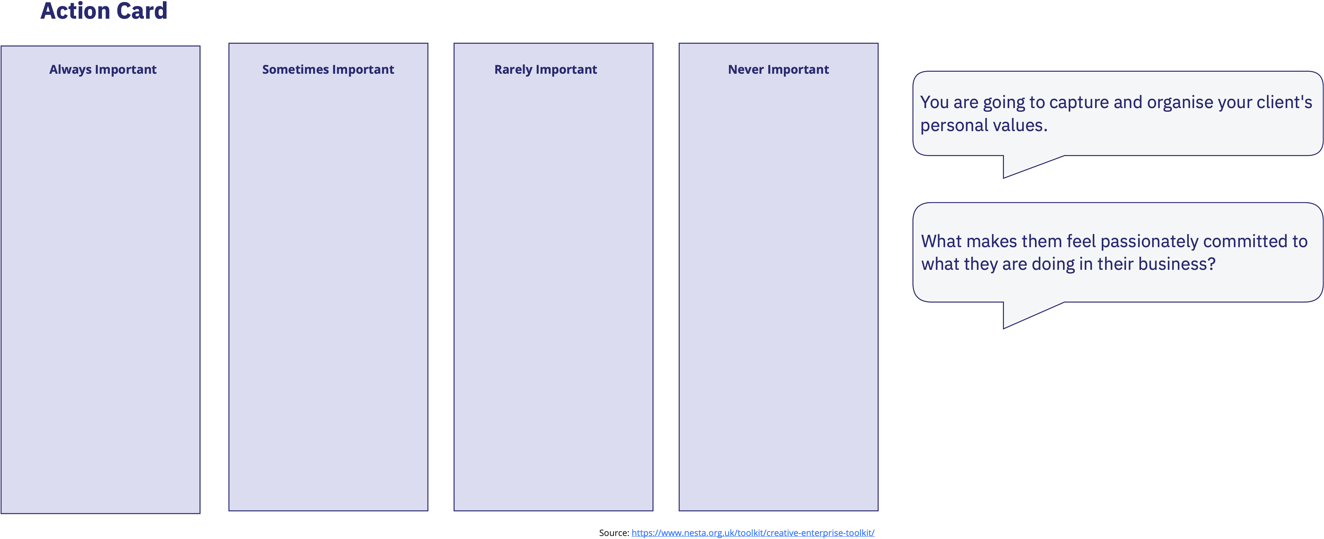 Action Card
Always Important
Sometimes Important
Rarely Important
Never Important
You are going to capture and organise your client's
personal values.
What makes them feel passionately committed to
what they are doing in their business?
Source: https://www.nesta.org.uk/toolkit/creative-enterprise-toolkit/